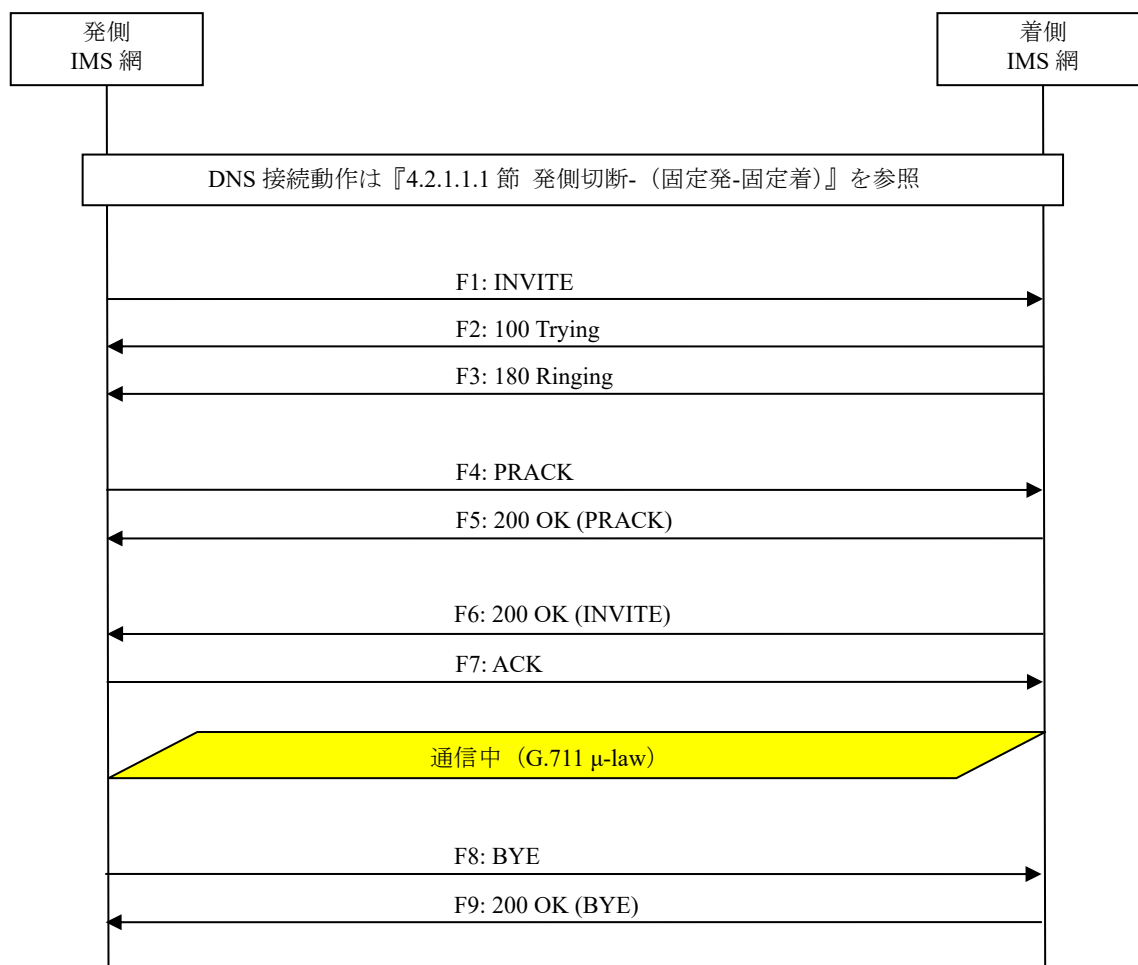 発側
IMS 網
着側
IMS 網
DNS 接続動作は『4.2.1.1.1 節 発側切断-（固定発-固定着）』を参照
F1: INVITE
F2: 100 Trying
F3: 180 Ringing
F4: PRACK
F5: 200 OK (PRACK)
F6: 200 OK (INVITE)
F7: ACK
通信中（G.711 μ-law）
F8: BYE
F9: 200 OK (BYE)